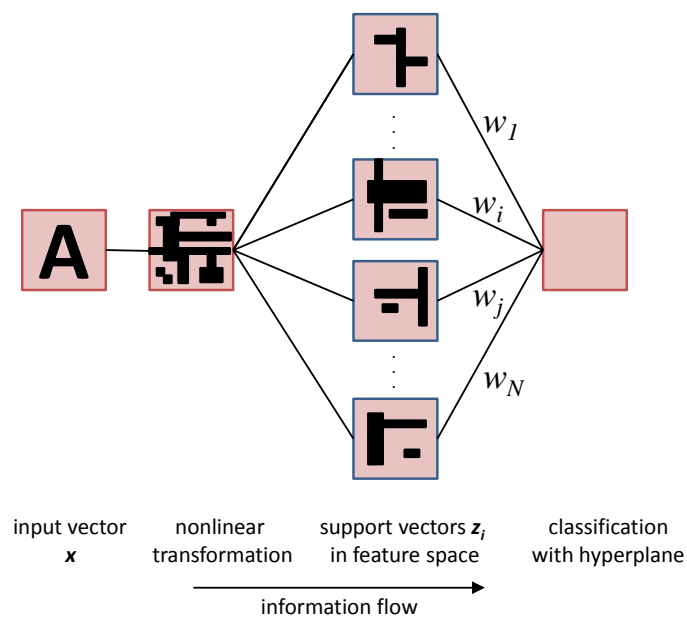 A
w1
wi
wj
wN
input vector
x
nonlinear
transformation
support vectors zi
in feature space
classification
with hyperplane
information flow